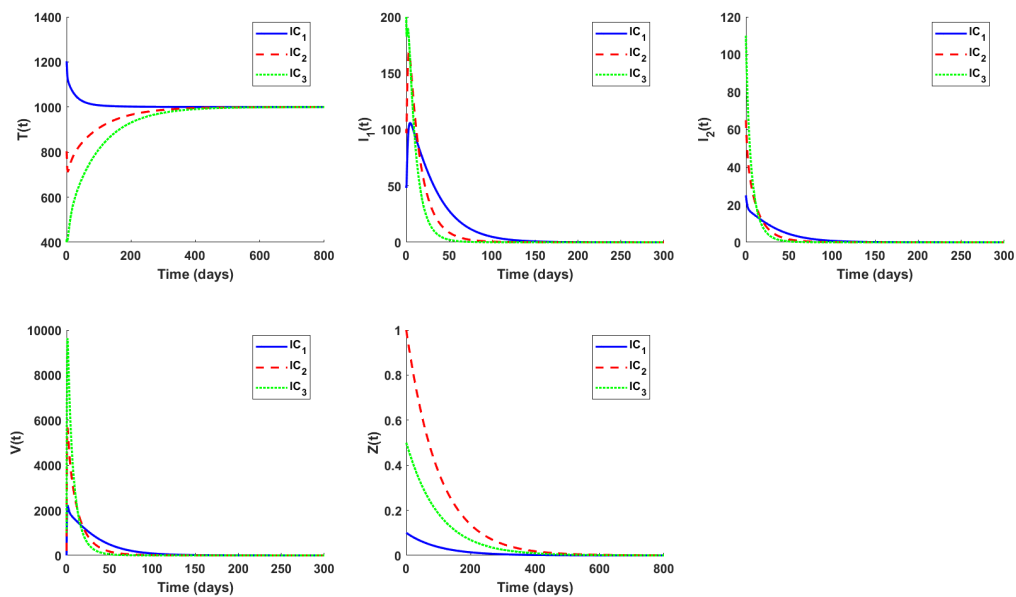 1400
1200
1000
800
600
400
T(t)
0
200
400
600
800
Time (days)
IC1
IC2
IC3
200
150
100
50
0
I1(t)
0
50
100
150
200
250
300
Time (days)
IC1
IC2
IC3
120
100
80
60
40
20
0
I2(t)
0
50
100
150
200
250
300
Time (days)
IC1
IC2
IC3
10000
8000
6000
4000
2000
0
V(t)
0
50
100
150
200
250
300
Time (days)
IC1
IC2
IC3
1
0.8
0.6
0.4
0.2
0
Z(t)
0
200
400
600
800
Time (days)
IC1
IC2
IC3